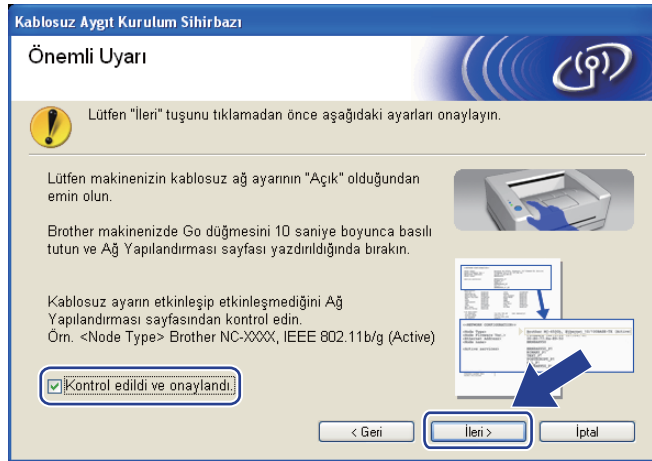 Kablosuz Aygıt Kurulum Sihirbazı
Önemli Uyarı
Lütfen "İleri" tuşunu tıklamadan önce aşağıdaki ayarları onaylayın.
Lütfen makinenizin kablosuz ağ ayarının "Açık" olduğundan
emin olun.
Brother makinenizde Go düğmesini 10 saniye boyunca basılı
tutun ve Ağ Yapılandırması sayfası yazdırıldığında bırakın.
Kablosuz ayarın etkinleşip etkinleşmediğini Ağ
Yapılandırması sayfasından kontrol edin.
Örn. <Node Type> Brother NC-XXXX, IEEE 802.11b/g (Active)
Kontrol edildi ve onaylandı.
< Geri
İleri >
İptal